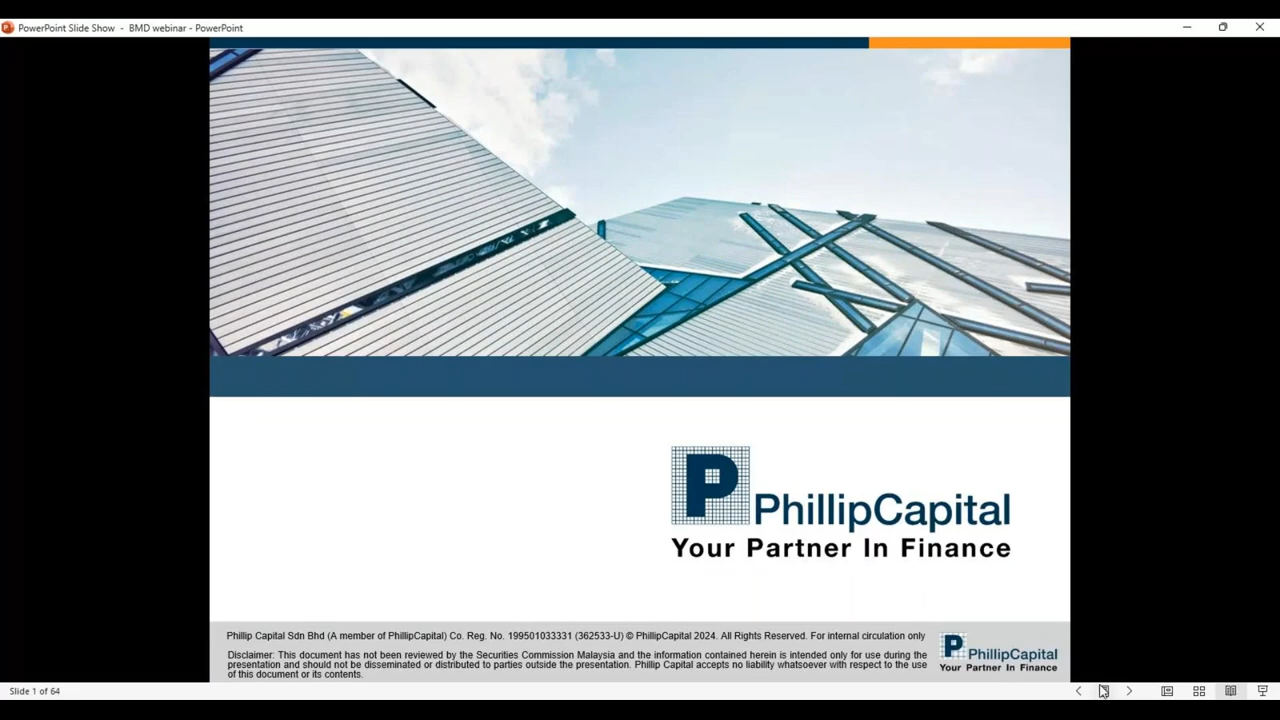 PowerPoint Slide Show - BMD webinar - PowerPoint
P
PhillipCapital
Your Partner In Finance
Phillip Capital Sdn Bhd (A member of PhillipCapital) Co. Reg. No. 199501033331 (362533-U) © PhillipCapital 2024. All Rights Reserved. For internal circulation only
Disclaimer: This document has not been reviewed by the Securities Commission Malaysia and the information contained herein is intended only for use during the
presentation and should not be disseminated or distributed to parties outside the presentation. Phillip Capital accepts no liability whatsoever with respect to the use
of this document or its contents.
P
PhillipCapital
Your Partner In Finance
Slide 1 of 64